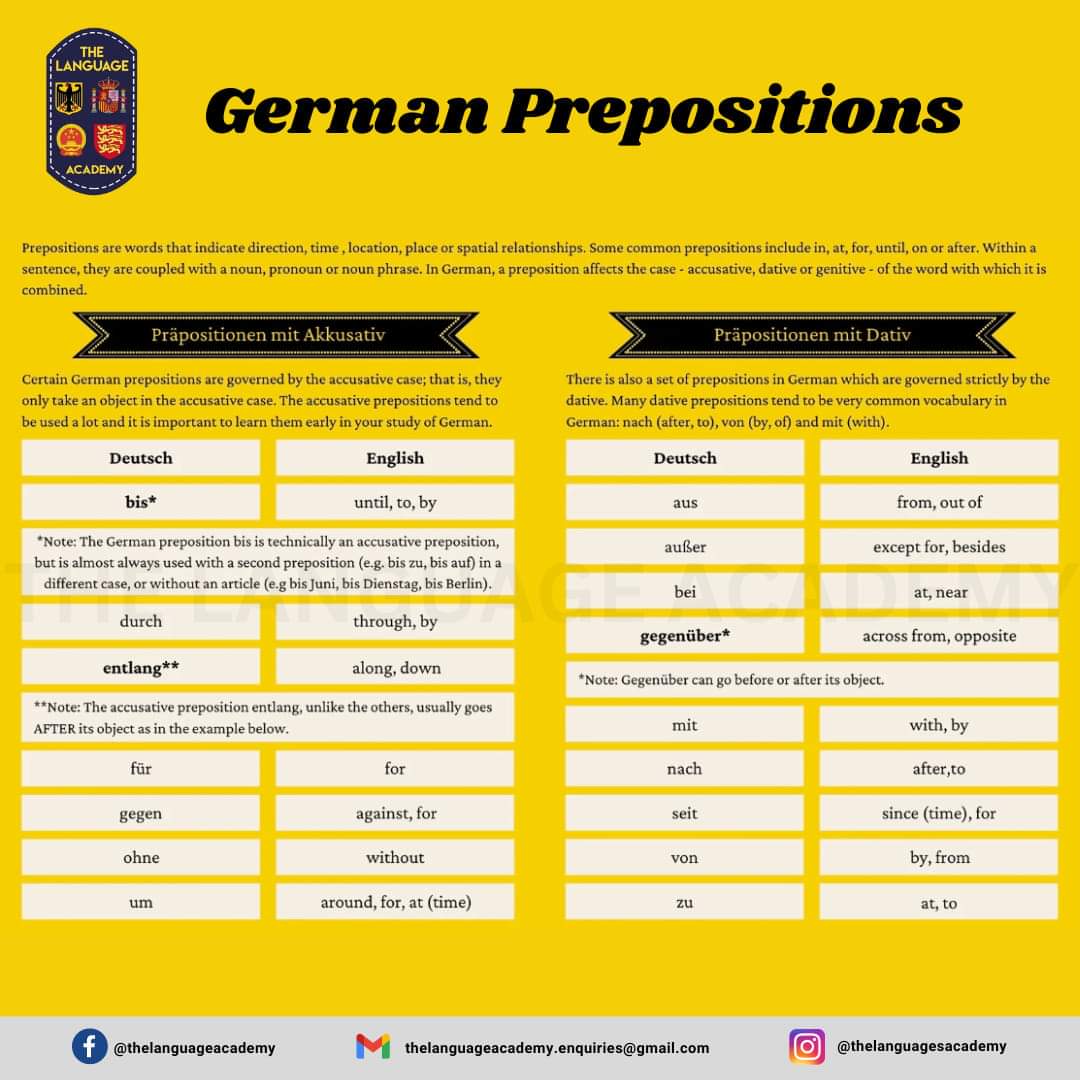 THE
LANGUAGE
ACADEMY
German Prepositions
Prepositions are words that indicate direction, time , location, place or spatial relationships. Some common prepositions include in, at, for, until, on or after. Within a
sentence, they are coupled with a noun, pronoun or noun phrase. In German, a preposition affects the case - accusative, dative or genitive - of the word with which it is
combined.
Präpositionen mit Akkusativ
Certain German prepositions are governed by the accusative case; that is, they
only take an object in the accusative case. The accusative prepositions tend to
be used a lot and it is important to learn them early in your study of German.
Deutsch English
bis* until, to, by
*Note: The German preposition bis is technically an accusative preposition,
but is almost always used with a second preposition (e.g. bis zu, bis auf) in a
different case, or without an article (e.g bis Juni, bis Dienstag, bis Berlin).
durch through, by
entlang** along, down
**Note: The accusative preposition entlang, unlike the others, usually goes
AFTER its object as in the example below.
für for
gegen against, for
ohne without
um around, for, at (time)
Präpositionen mit Dativ
There is also a set of prepositions in German which are governed strictly by the
dative. Many dative prepositions tend to be very common vocabulary in
German: nach (after, to), von (by, of) and mit (with).
Deutsch English
aus from, out of
außer except for, besides
bei at, near
gegenüber* across from, opposite
*Note: Gegenüber can go before or after its object.
mit with, by
nach after,to
seit since (time), for
von by, from
zu at, to
THE LANGUAGE ACADEMY
@thelanguageacademy
thelanguageacademy.enquiries@gmail.com
@thelanguagesacademy